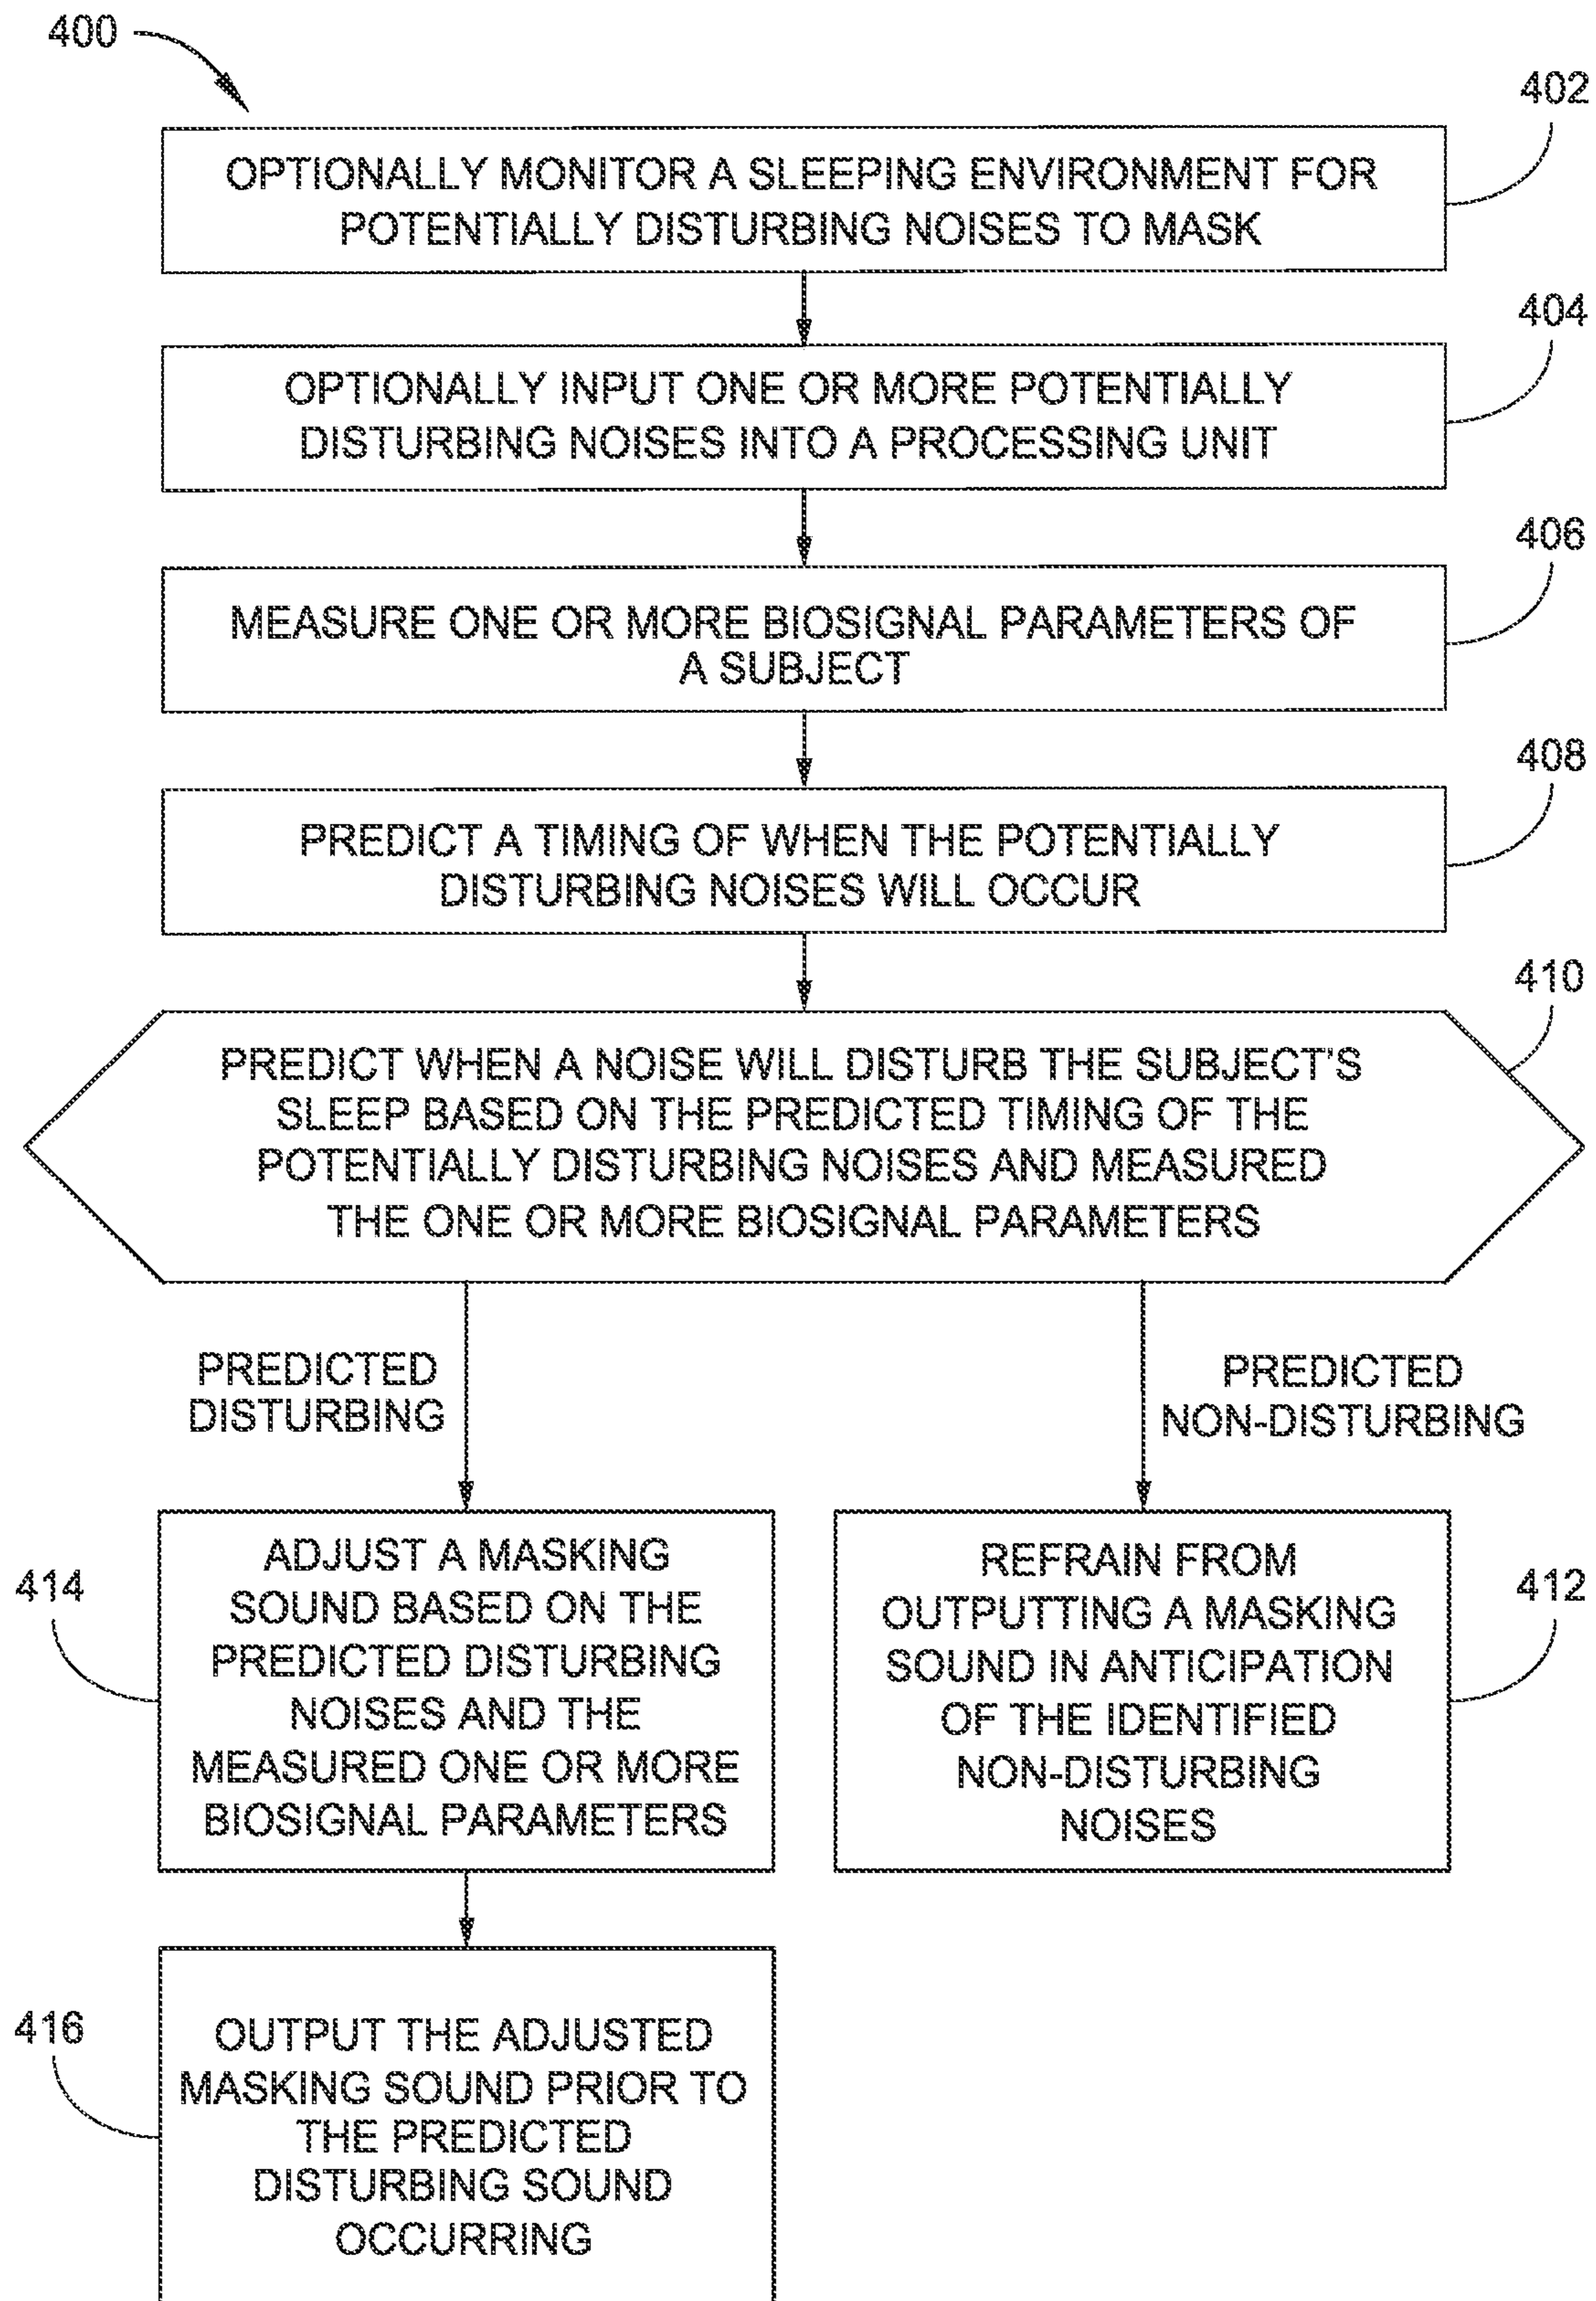 400
402
OPTIONALLY MONITOR A SLEEPING ENVIRONMENT FOR
POTENTIALLY DISTURBING NOISES TO MASK
404
OPTIONALLY INPUT ONE OR MORE POTENTIALLY
DISTURBING NOISES INTO A PROCESSING UNIT
406
MEASURE ONE OR MORE BIOSIGNAL PARAMETERS OF
A SUBJECT
408
PREDICT A TIMING OF WHEN THE POTENTIALLY
DISTURBING NOISES WILL OCCUR
410
PREDICT WHEN A NOISE WILL DISTURB THE SUBJECT'S
SLEEP BASED ON THE PREDICTED TIMING OF THE
POTENTIALLY DISTURBING NOISES AND MEASURED
THE ONE OR MORE BIOSIGNAL PARAMETERS
PREDICTED
DISTURBING
PREDICTED
NON-DISTURBING
414
ADJUST A MASKING
SOUND BASED ON THE
PREDICTED DISTURBING
NOISES AND THE
MEASURED ONE OR MORE
BIOSIGNAL PARAMETERS
REFRAIN FROM
OUTPUTTING A MASKING
SOUND IN ANTICIPATION
OF THE IDENTIFIED
NON-DISTURBING
NOISES
412
416
OUTPUT THE ADJUSTED
MASKING SOUND PRIOR TO
THE PREDICTED
DISTURBING SOUND
OCCURRING